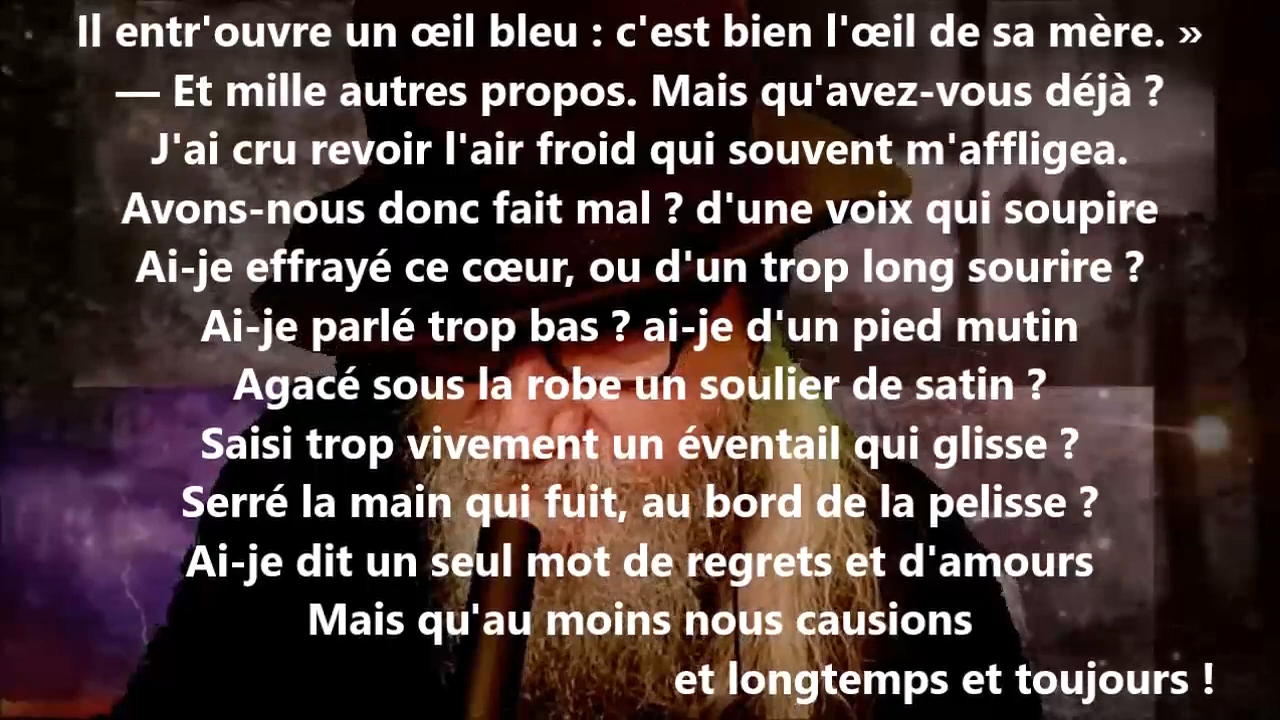 Il entr'ouvre un œil bleu : c'est bien l'œil de sa mère. »
— Et mille autres propos. Mais qu'avez-vous déjà ?
J'ai cru revoir l'air froid qui souvent m'affligea.
Avons-nous donc fait mal ? d'une voix qui soupire
Ai-je effrayé ce cœur, ou d'un trop long sourire ?
Ai-je parlé trop bas ? ai-je d'un pied mutin
Agacé sous la robe un soulier de satin ?
Saisi trop vivement un éventail qui glisse ?
Serré la main qui fuit, au bord de la pelisse ?
Ai-je dit un seul mot de regrets et d'amours
Mais qu'au moins nous causions
et longtemps et toujours !